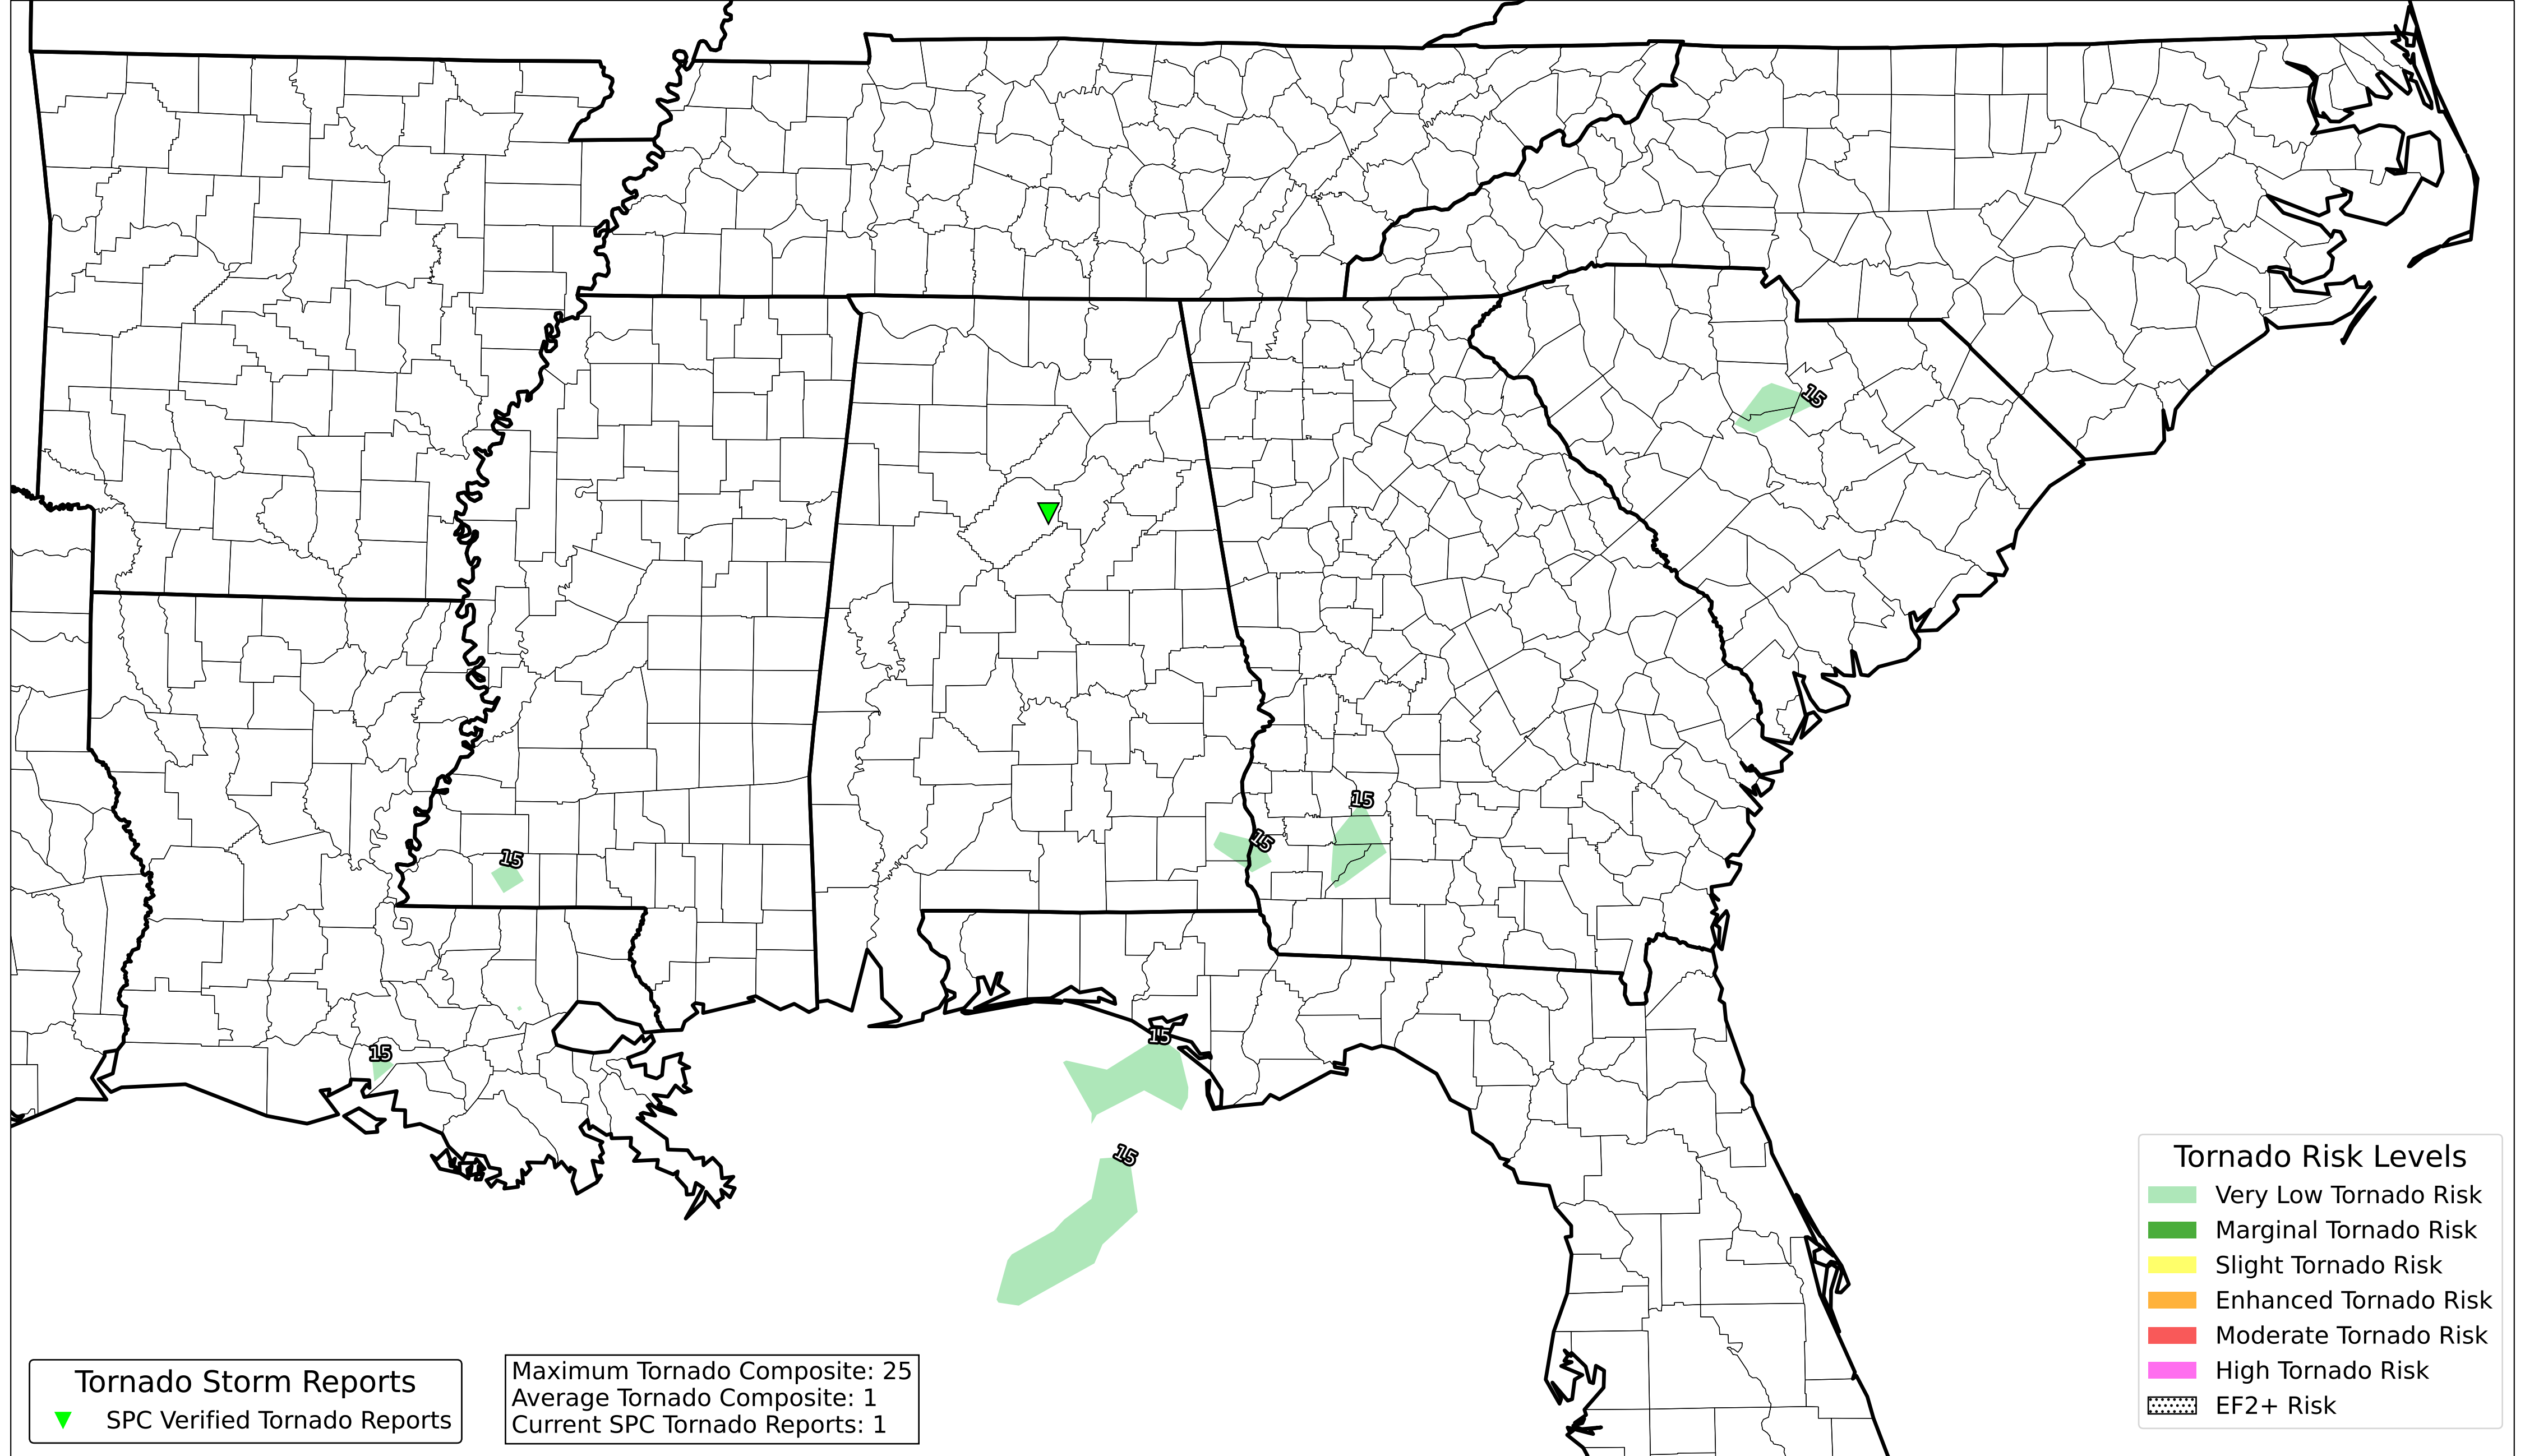 15
15
15
15
15
15
15
Tornado Risk Levels
Very Low Tornado Risk
Marginal Tornado Risk
Slight Tornado Risk
Enhanced Tornado Risk
Moderate Tornado Risk
High Tornado Risk
EF2+ Risk
Tornado Storm Reports
SPC Verified Tornado Reports
Maximum Tornado Composite: 25
Average Tornado Composite: 1
Current SPC Tornado Reports: 1